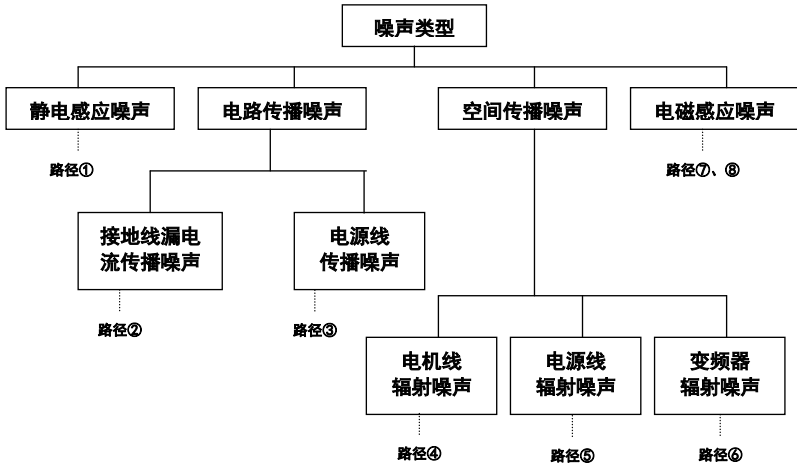 噪声类型
静电感应噪声
电路传播噪声
空间传播噪声
电磁感应噪声
路径①
路径⑦、⑧
接地线漏电
流传播噪声
电源线
传播噪声
路径②
路径③
电机线
辐射噪声
电源线
辐射噪声
变频器
辐射噪声
路径④
路径⑤
路径⑥